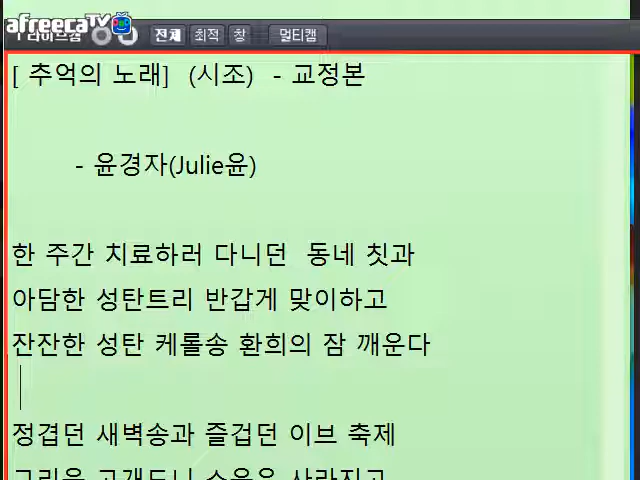 afreecaTV
전체 최적 창 멀티캠
[ 추억의 노래] (시조) - 교정본
- 윤경자(Julie윤)
한 주간 치료하러 다니던 동네 칫과
아담한 성탄트리 반갑게 맞이하고
잔잔한 성탄 케롤송 환희의 잠 깨운다
정겹던 새벽송과 즐겁던 이브 축제